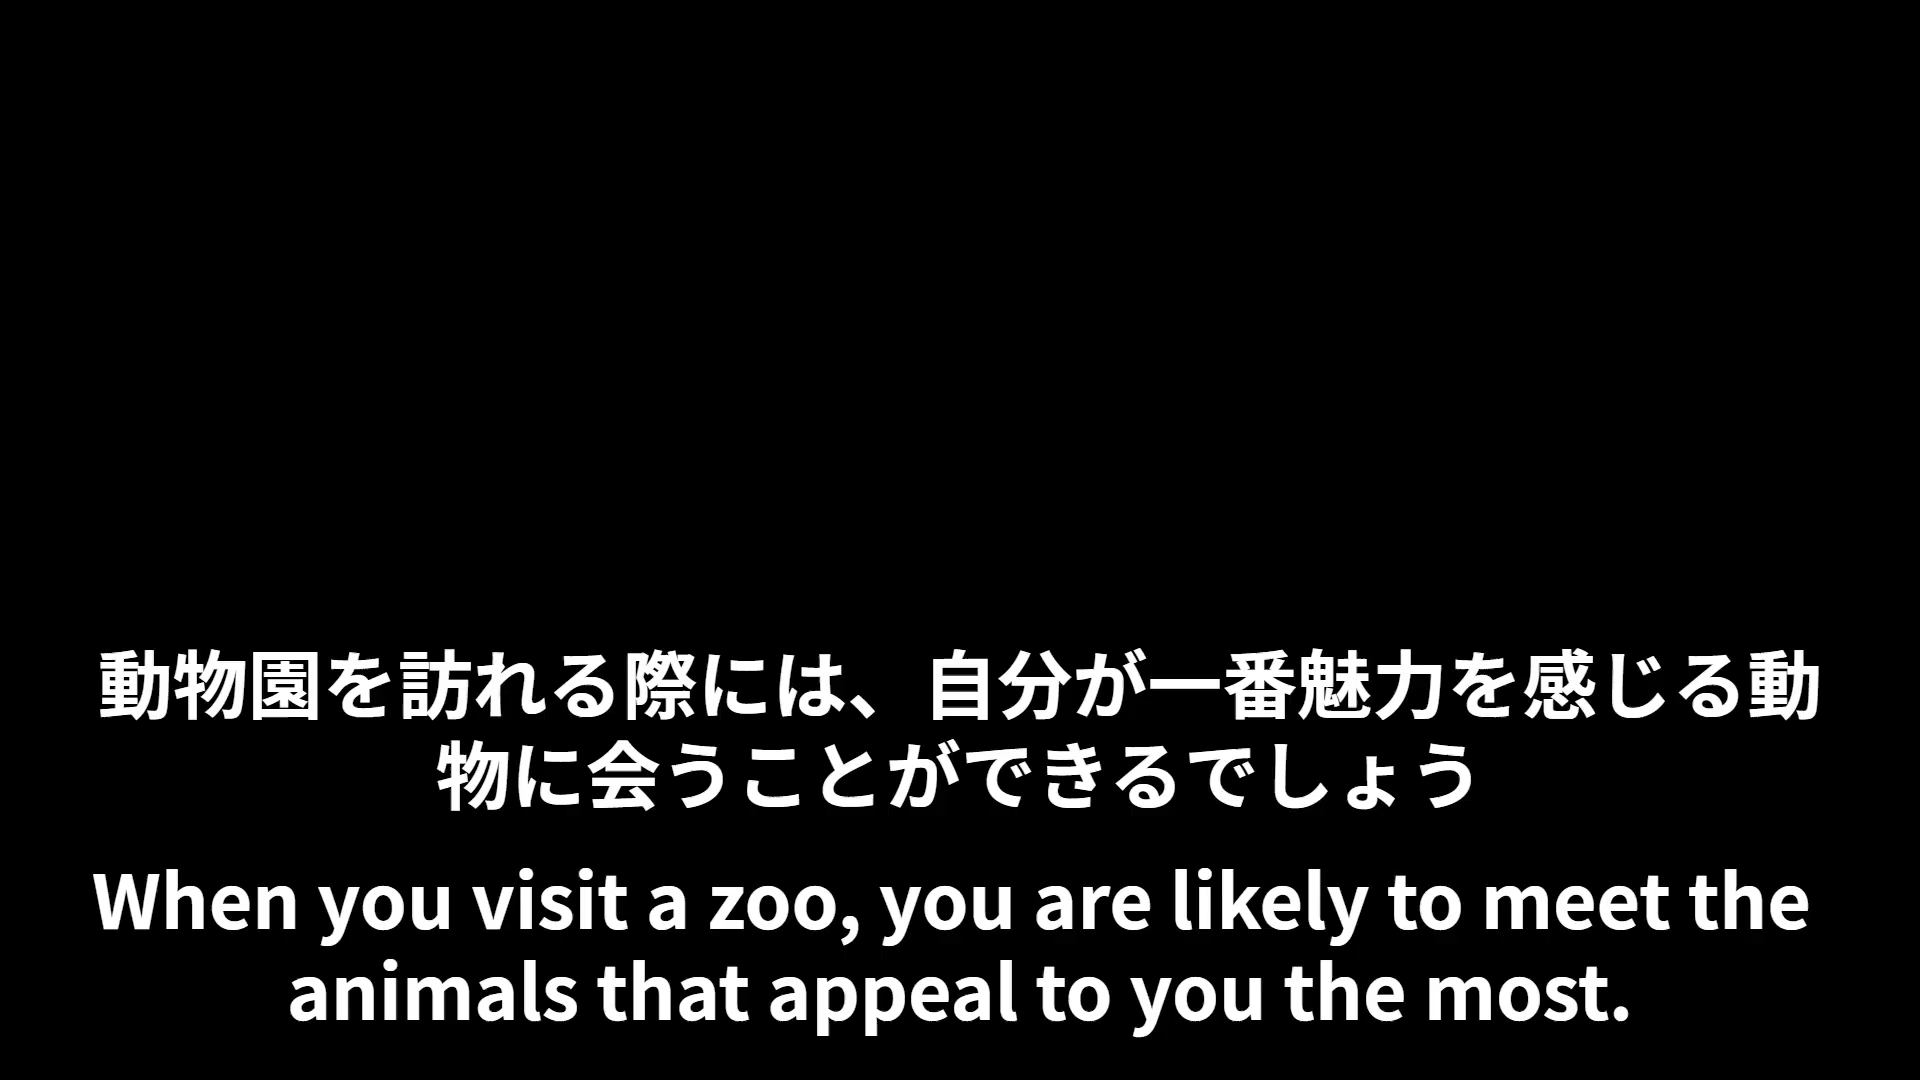 動物園を訪れる際には、自分が一番魅力を感じる動
物に会うことができるでしょう
When you visit a zoo, you are likely to meet the
animals that appeal to you the most.